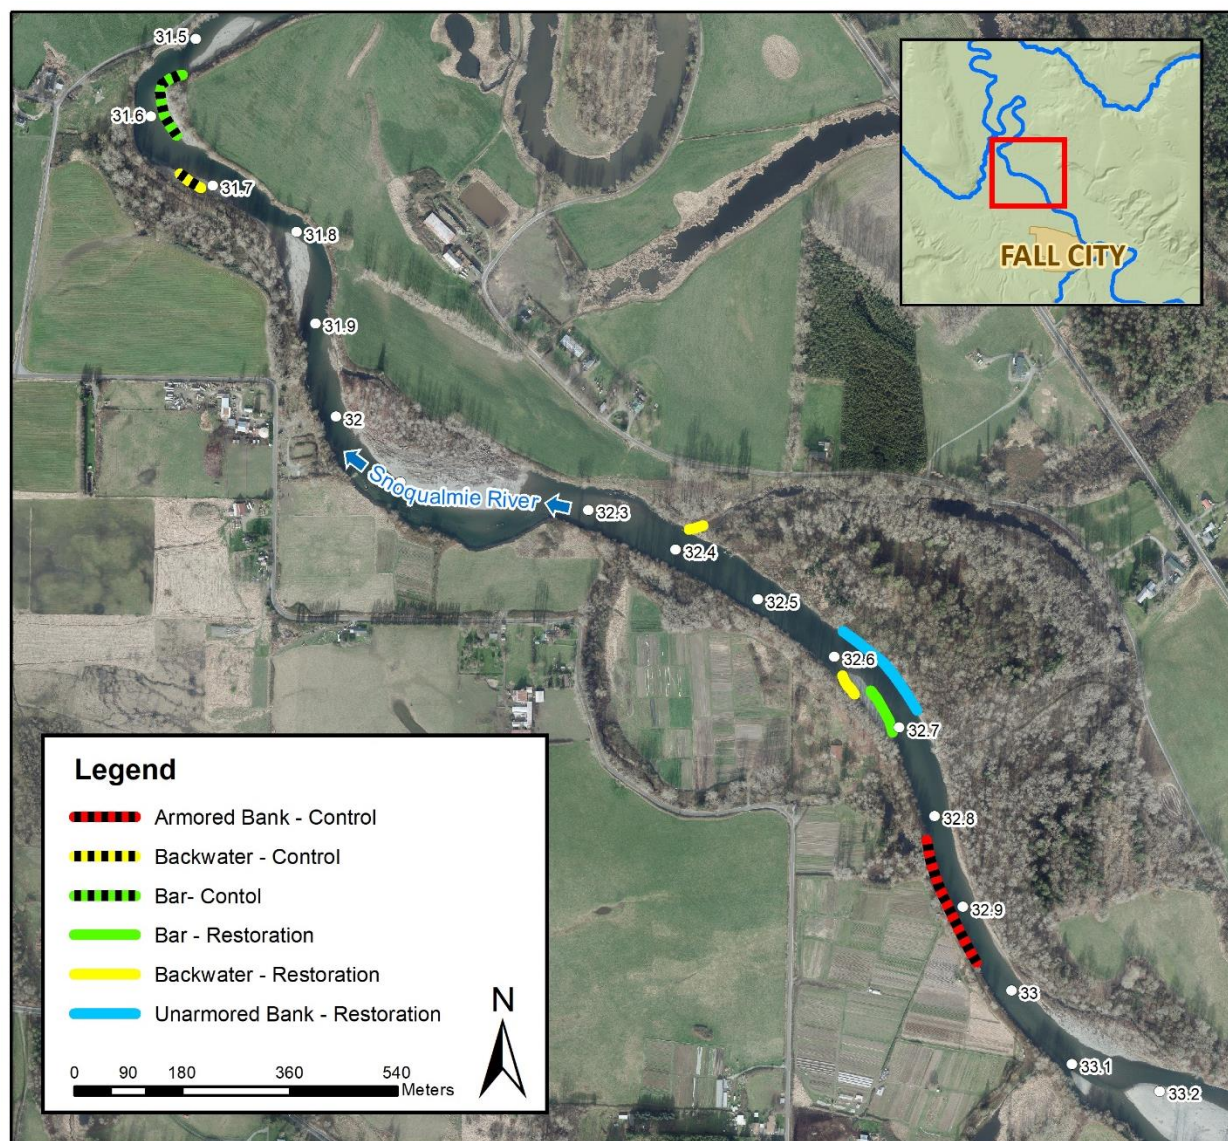 31.5
31.6
31.7
31.8
31.9
32
Snoqualmie River
32.3
32.4
32.5
32.6
32.7
32.8
32.9
33
33.1
33.2
FALL CITY
Legend
Armored Bank - Control
Backwater - Control
Bar- Contol
Bar - Restoration
Backwater - Restoration
Unarmored Bank - Restoration
N
0 90 180 360 540
Meters